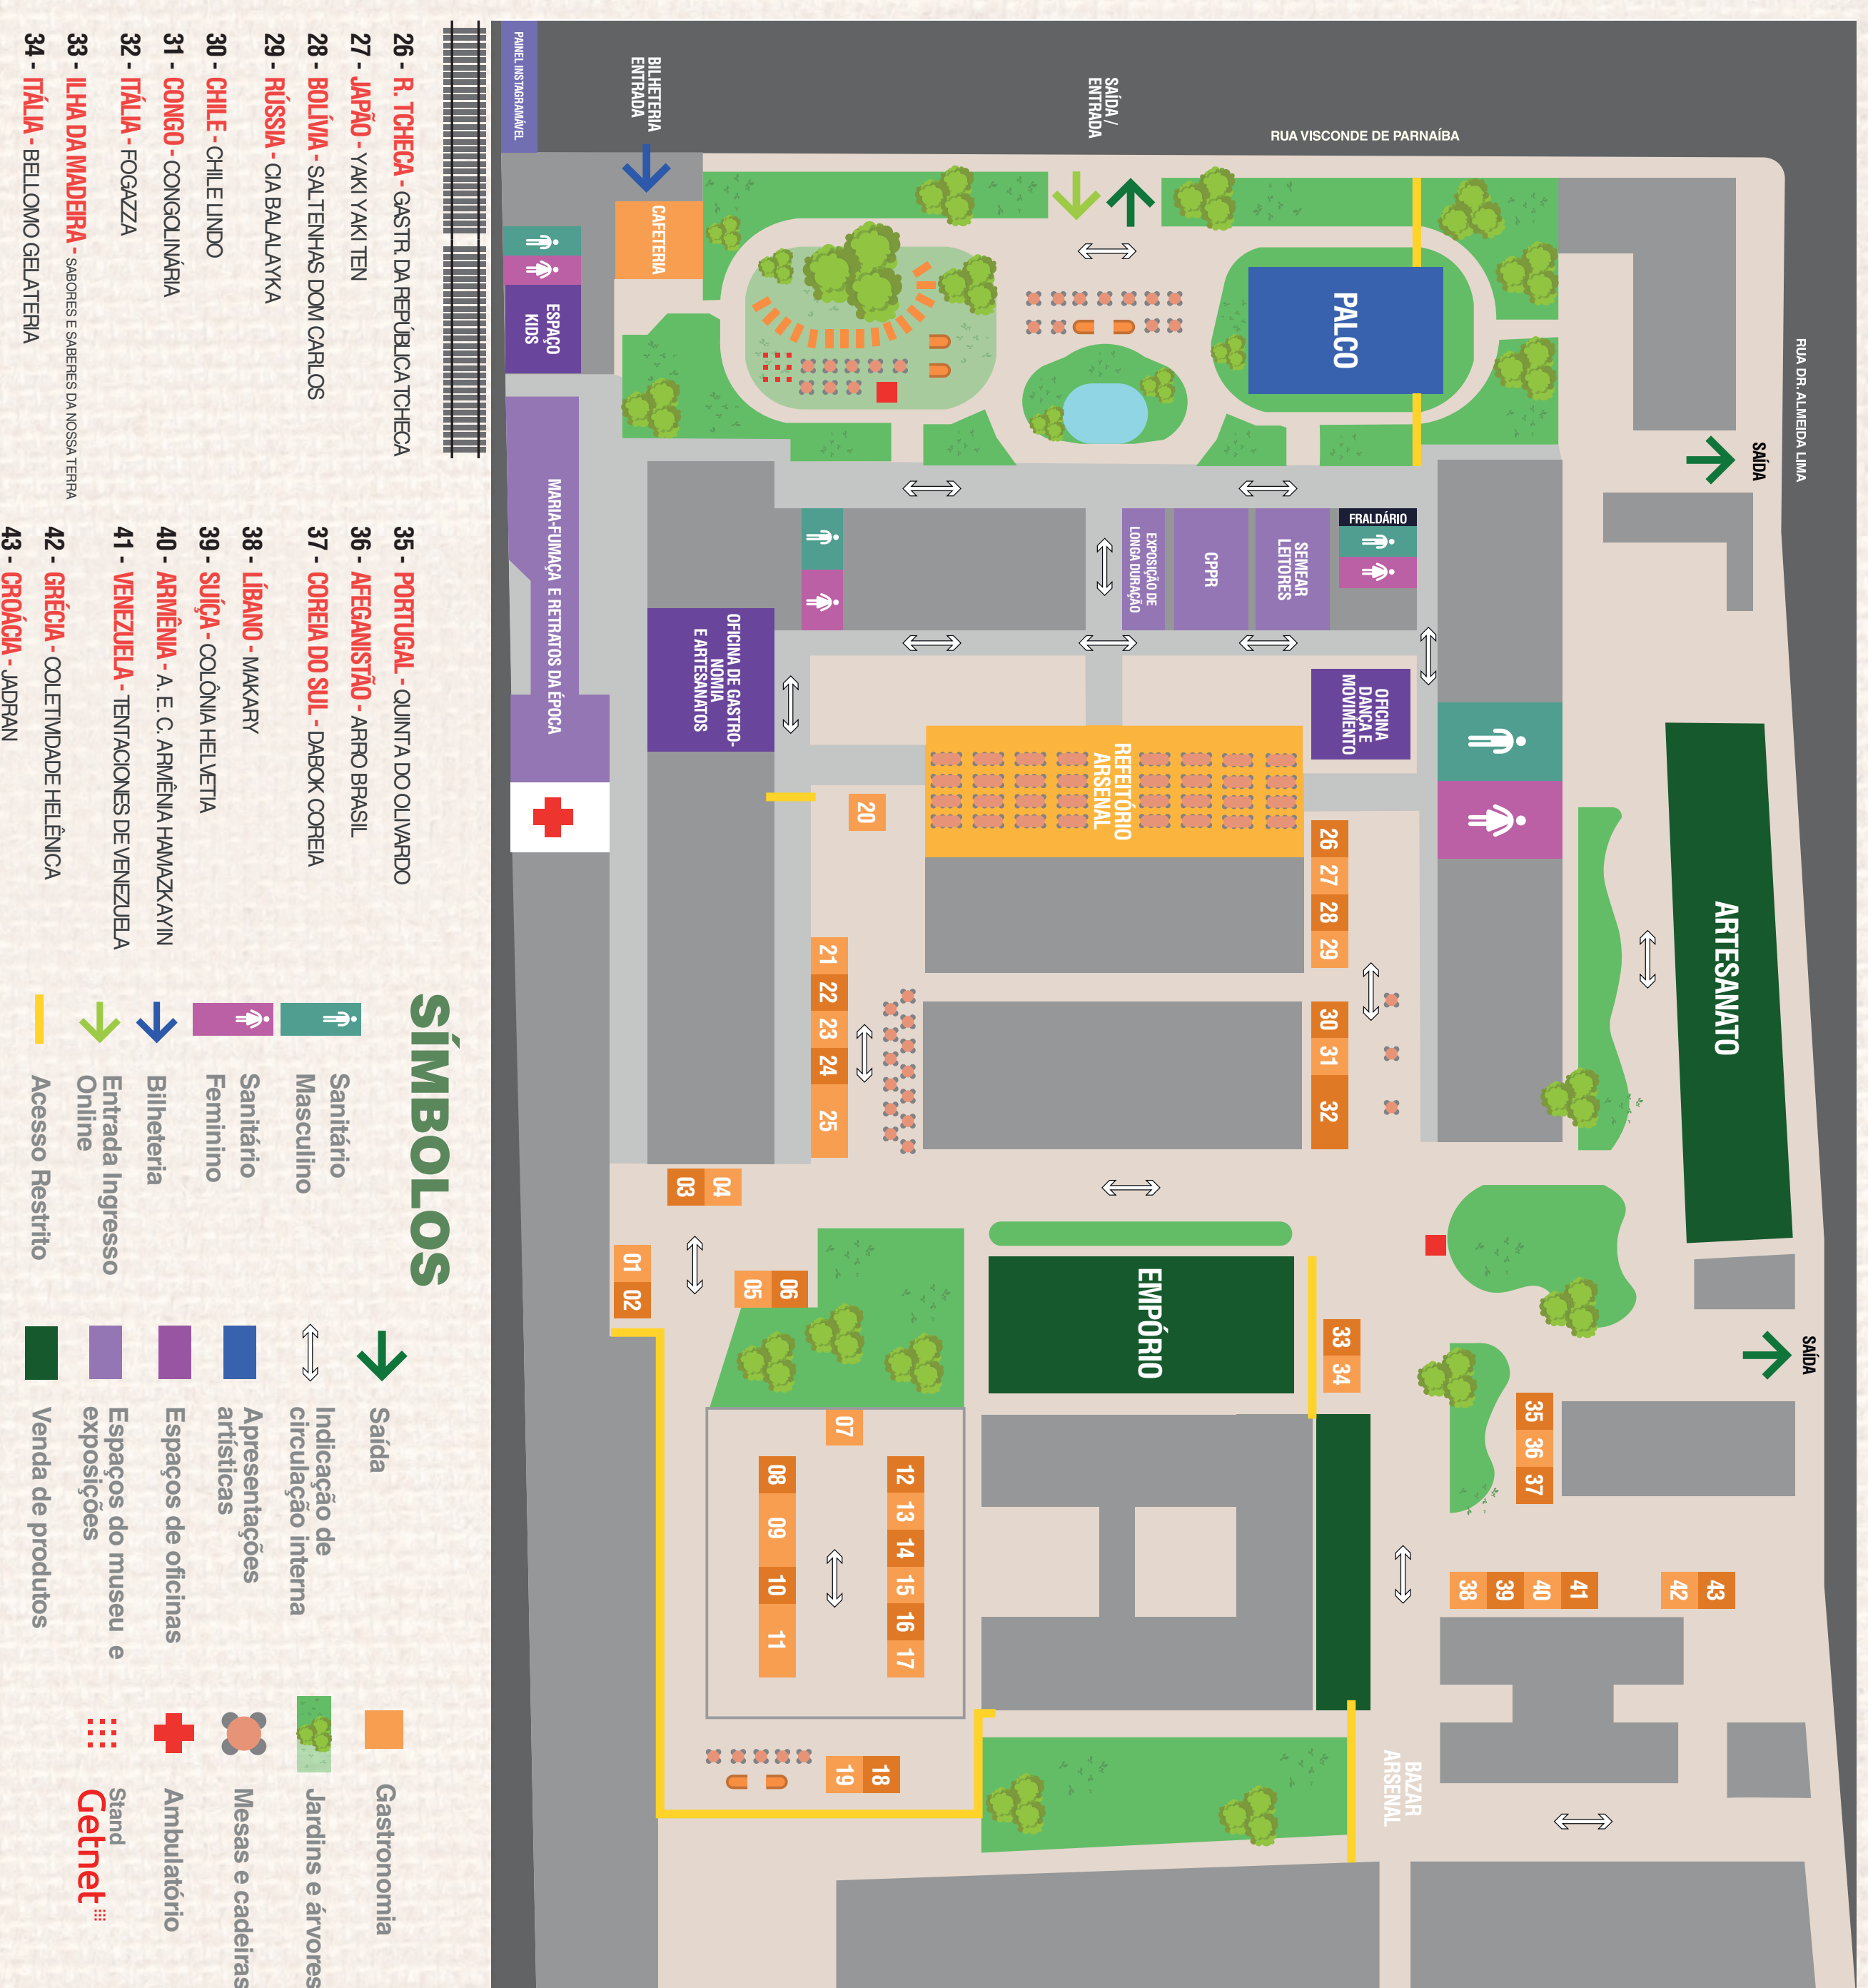 RUA DR. ALMEIDA LIMA
RUA VISCONDE DE PARNAÍBA
SAÍDA
SAÍDA
ARTESANATO
43
42
41
40
39
38
35
36
37
BAZAR
ARSENAL
33
34
FRALDÁRIO
PALCO
SEMEAR
LEITORES
CPPR
EXPOSIÇÃO DE
LONGA DURAÇÃO
OFICINA
DANÇA E
MOVIMENTO
26
27
28
29
30
31
32
EMPÓRIO
SAÍDA /
ENTRADA
REFEITÓRIO
ARSENAL
20
21
22
23
24
25
12
13
14
15
16
17
18
19
07
08
09
10
11
06
05
04
03
01
02
OFICINA DE GASTRO-
NOMIA
E ARTESANATOS
BILHETERIA
ENTRADA
CAFETERIA
ESPAÇO
KIDS
MARIA-FUMAÇA E RETRATOS DA ÉPOCA
PAINEL INSTAGRAMÁVEL
26 - R. TCHECA - GASTR. DA REPÚBLICA TCHECA
27 - JAPÃO - YAKI YAKI TEN
28 - BOLÍVIA - SALTENHAS DOM CARLOS
29 - RÚSSIA - CIA BALALAYKA
30 - CHILE - CHILE LINDO
31 - CONGO - CONGOLINÁRIA
32 - ITÁLIA - FOGAZZA
33 - ILHA DA MADEIRA - SABORES E SABERES DA NOSSA TERRA
34 - ITÁLIA - BELLOMO GELATERIA
35 - PORTUGAL - QUINTA DO OLIVARDO
36 - AFEGANISTÃO - ARRO BRASIL
37 - COREIA DO SUL - DABOK COREIA
38 - LÍBANO - MAKARY
39 - SUÍÇA - COLÔNIA HELVETIA
40 - ARMÊNIA - A. E. C. ARMÊNIA HAMAZKAYIN
41 - VENEZUELA - TENTACIONES DE VENEZUELA
42 - GRÉCIA - COLETIVIDADE HELÊNICA
43 - CROÁCIA - JADRAN
SÍMBOLOS
Sanitário
Masculino
Sanitário
Feminino
Bilheteria
Entrada Ingresso
Online
Acesso Restrito
Saída
Indicação de
circulação interna
Apresentações
artísticas
Espaços de oficinas
Espaços do museu e
exposições
Venda de produtos
Gastronomia
Jardins e árvores
Mesas e cadeiras
Ambulatório
Stand
Getnet